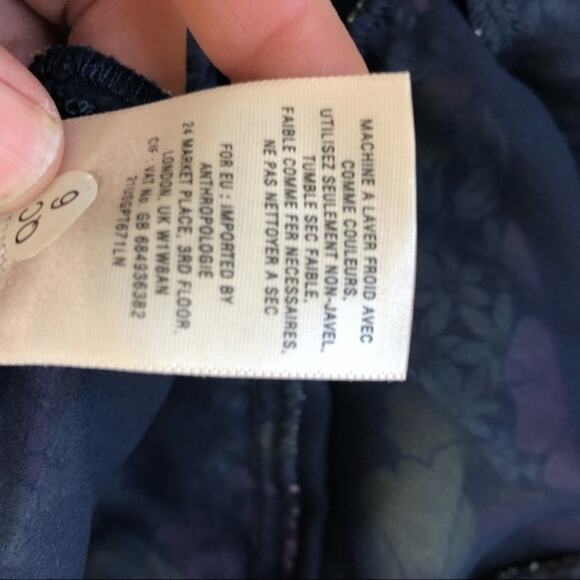 MACHINE A LAVER FROID AVEC
COMME COULEURS.
UTILISEZ SEULEMENT NON-JAVEL.
TUMBLE SEC FAIBLE.
FAIBLE COMME FER NECESSAIRES.
NE PAS NETTOYER A SEC
FOR EU : IMPORTED BY
ANTHROPOLOGIE
24 MARKET PLACE, 3RD FLOOR,
LONDON, UK W1W8AN
CIF : VAT No. GB 684936382
21USGPT671LN